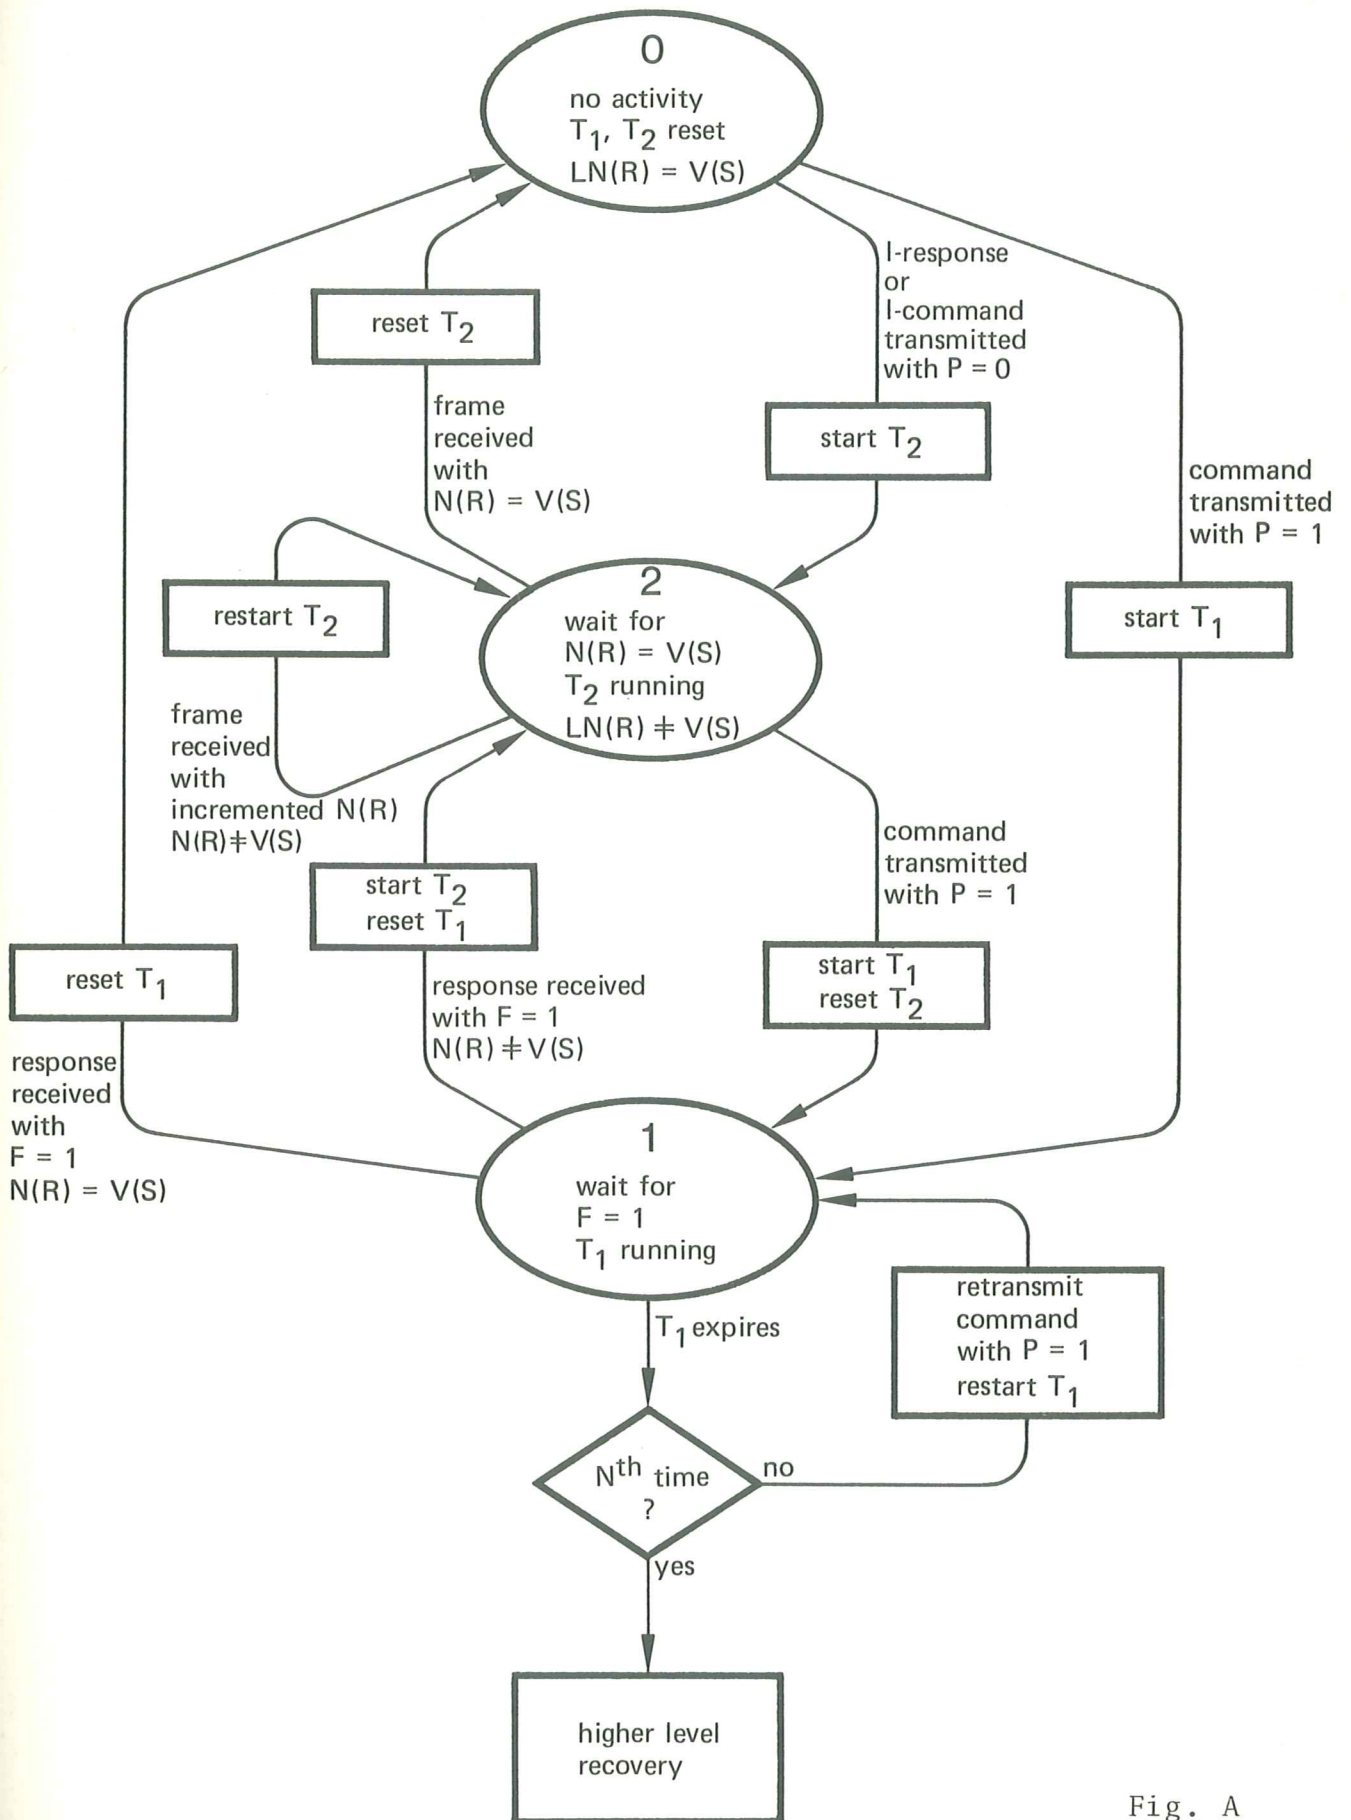 0
no activity
T1, T2 reset
LN(R) = V(S)
reset T2
I-response
or
I-command
transmitted
with P = 0
frame
received
with
N(R) = V(S)
start T2
command
transmitted
with P = 1
start T1
restart T2
2
wait for
N(R) = V(S)
T2 running
LN(R) ≠ V(S)
frame
received
with
incremented N(R)
N(R)≠V(S)
command
transmitted
with P = 1
start T2
reset T1
start T1
reset T2
reset T1
response received
with F = 1
N(R) ≠ V(S)
response
received
with
F = 1
N(R) = V(S)
1
wait for
F = 1
T1 running
T1 expires
retransmit
command
with P = 1
restart T1
Nth time
?
no
yes
higher level
recovery
Fig. A